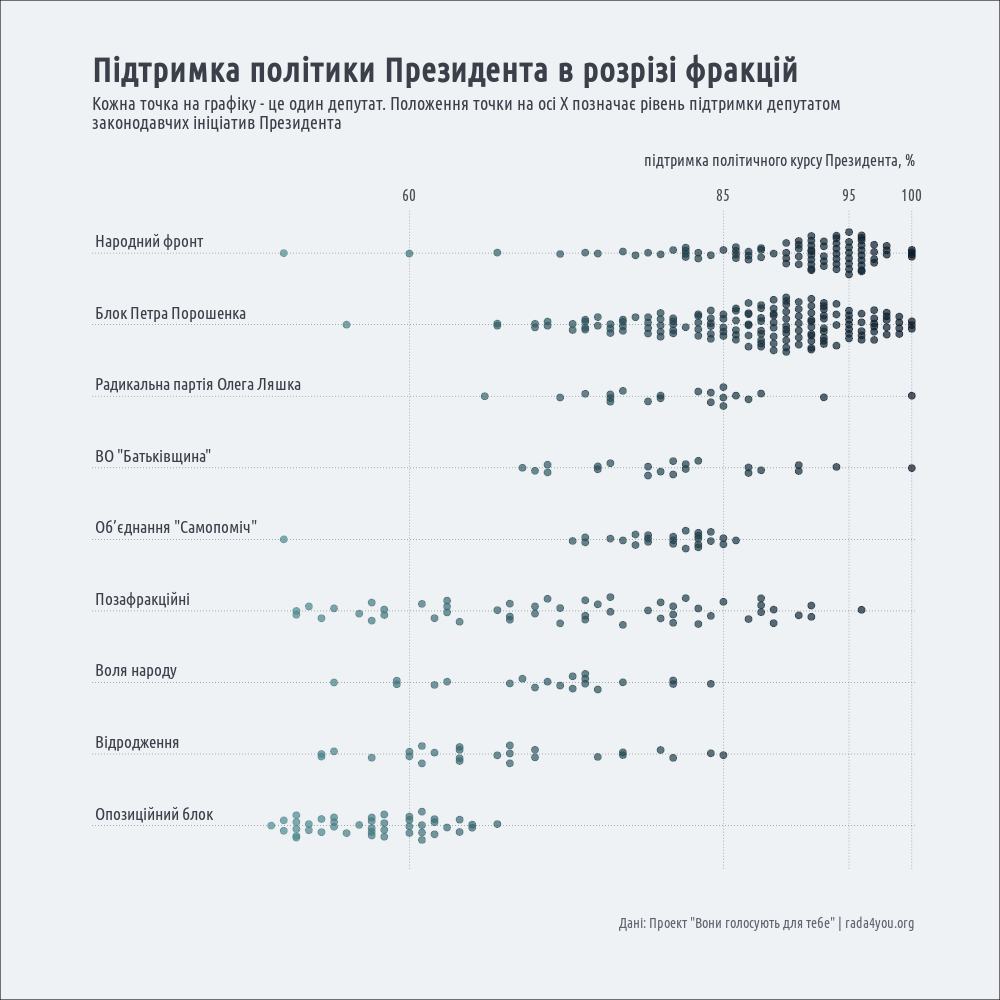 Підтримка політики Президента в розрізі фракцій
Кожна точка на графіку - це один депутат. Положення точки на осі X позначає рівень підтримки депутатом
законодавчих ініціатив Президента
підтримка політичного курсу Президента, %
60 85 95 100
Народний фронт
Блок Петра Порошенка
Радикальна партія Олега Ляшка
ВО "Батьківщина"
Об’єднання "Самопоміч"
Позафракційні
Воля народу
Відродження
Опозиційний блок
Дані: Проект "Вони голосують для тебе" | rada4you.org